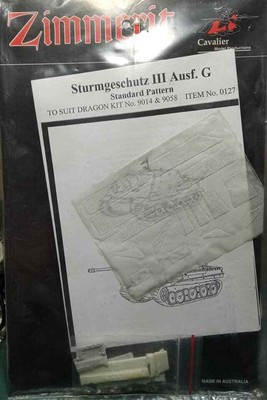 Zimmerit
Cavalier
Sturmgeschutz III Ausf. G
Standard Pattern
TO SUIT DRAGON KIT No. 9014 & 9058 ITEM No. 0127
MADE IN AUSTRALIA